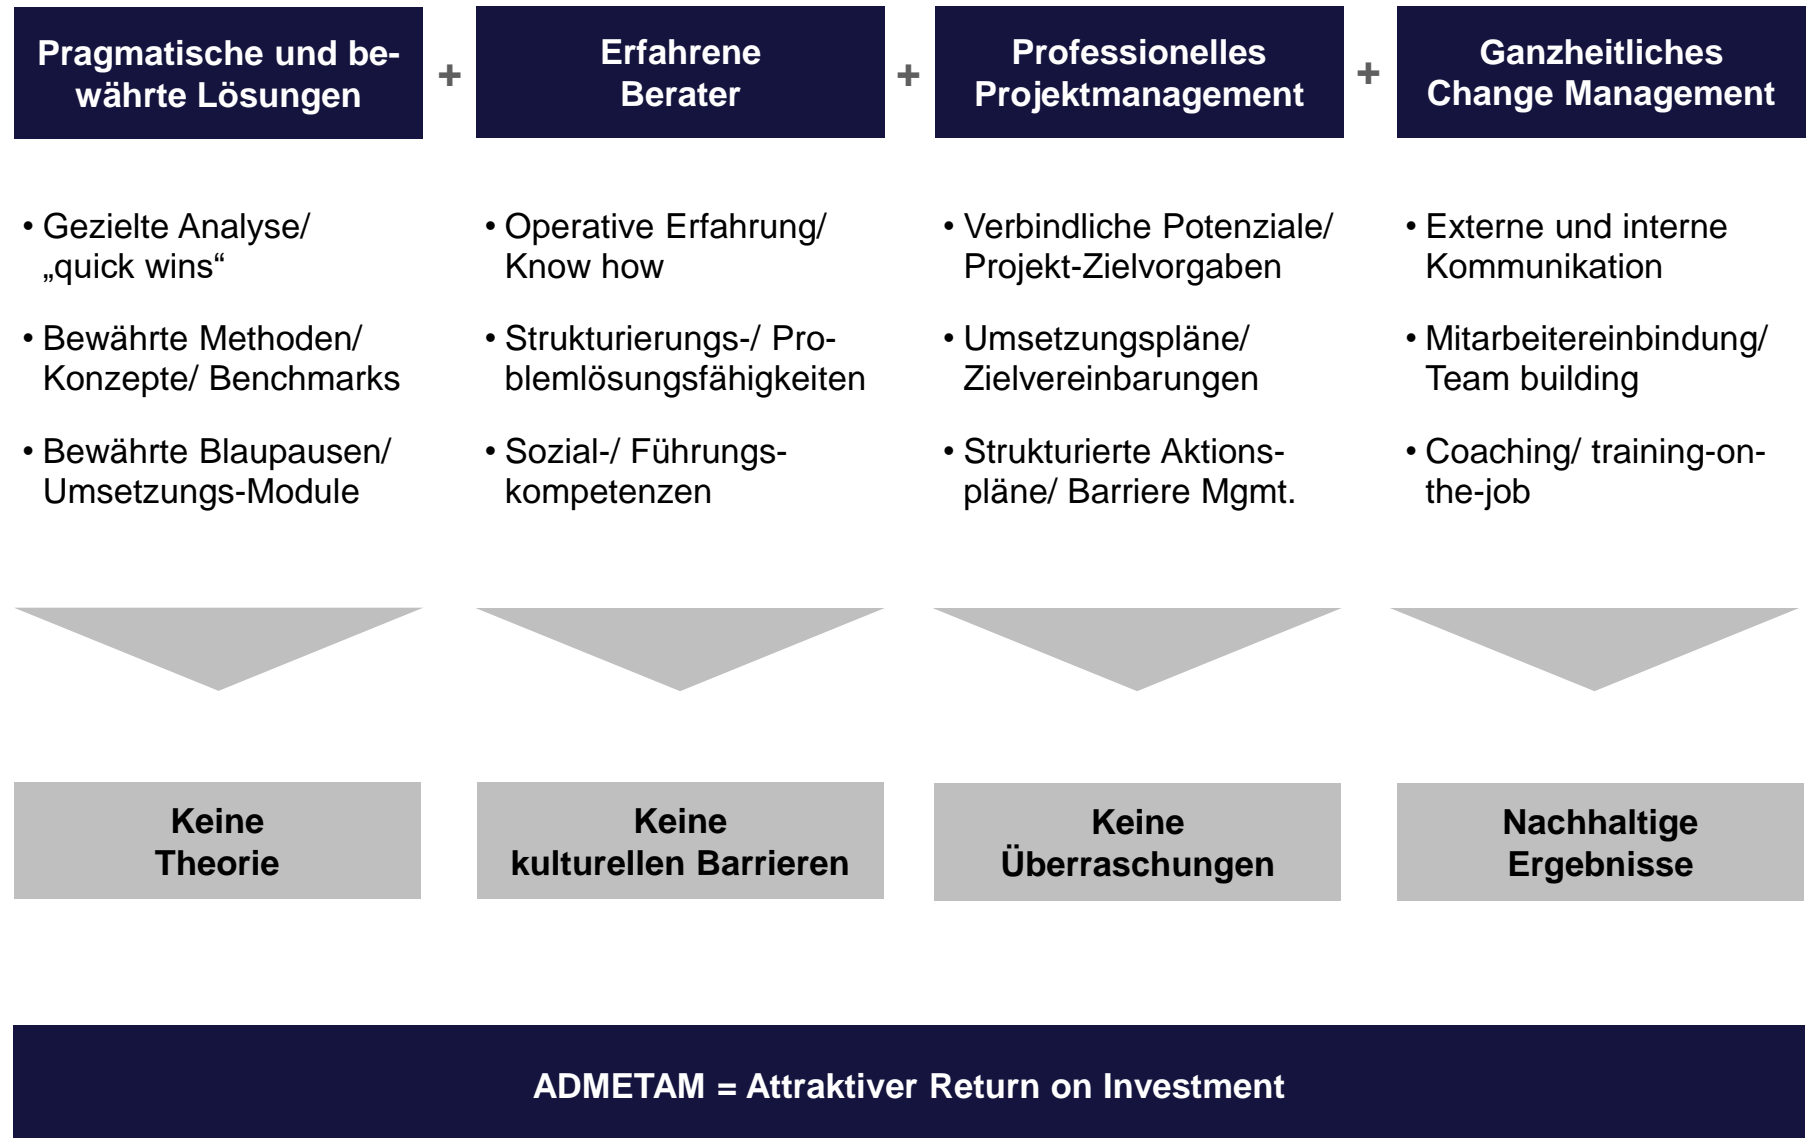 Pragmatische und be-
währte Lösungen
+
Erfahrene
Berater
+
Professionelles
Projektmanagement
+
Ganzheitliches
Change Management
• Gezielte Analyse/
„quick wins“
• Bewährte Methoden/
Konzepte/ Benchmarks
• Bewährte Blaupausen/
Umsetzungs-Module
• Operative Erfahrung/
Know how
• Strukturierungs-/ Pro-
blemlösungsfähigkeiten
• Sozial-/ Führungs-
kompetenzen
• Verbindliche Potenziale/
Projekt-Zielvorgaben
• Umsetzungspläne/
Zielvereinbarungen
• Strukturierte Aktions-
pläne/ Barriere Mgmt.
• Externe und interne
Kommunikation
• Mitarbeitereinbindung/
Team building
• Coaching/ training-on-
the-job
Keine
Theorie
Keine
kulturellen Barrieren
Keine
Überraschungen
Nachhaltige
Ergebnisse
ADMETAM = Attraktiver Return on Investment